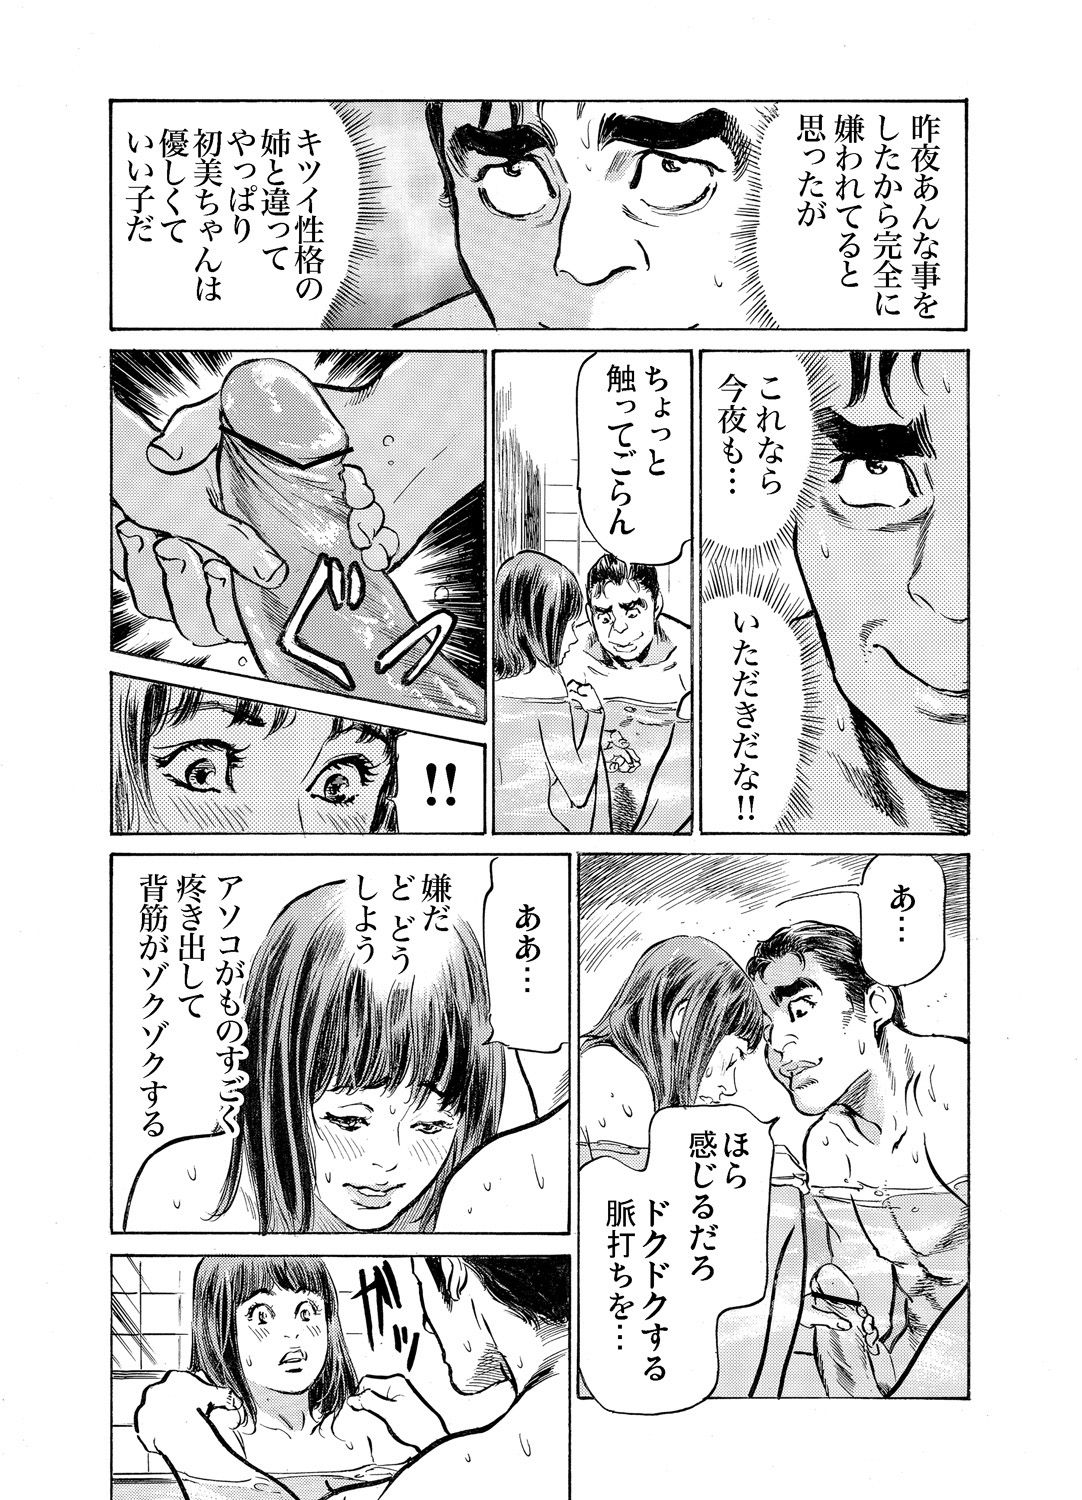 昨夜あんな事を
したから完全に
嫌われてると
思ったが
キツイ性格の
姉と違って
やっぱり
初美ちゃんは
優しくて
いい子だ
これなら
今夜も…
いただきだな!!
ちょっと
触ってごらん
ぐっ
!!
あ…
ほら
感じるだろ
ドクドクする
脈打ちを…
ああ…
嫌だ
ど どう
しよう
アソコがものすごく
疼き出して
背筋がゾクゾクする
ガッ